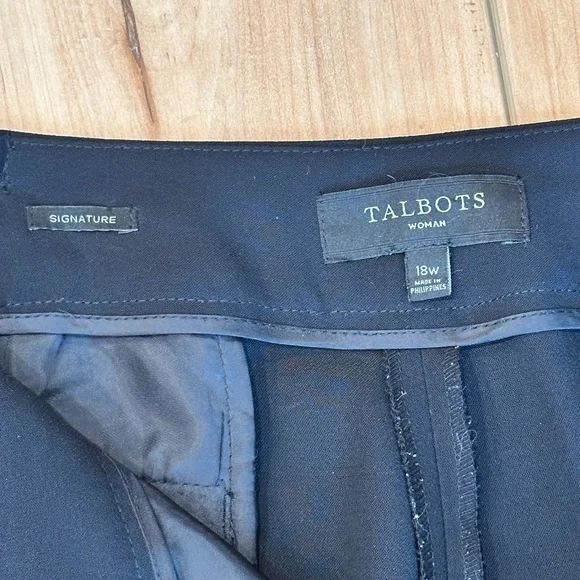 SIGNATURE
TALBOTS
WOMAN
18W
MADE IN
PHILIPPINES